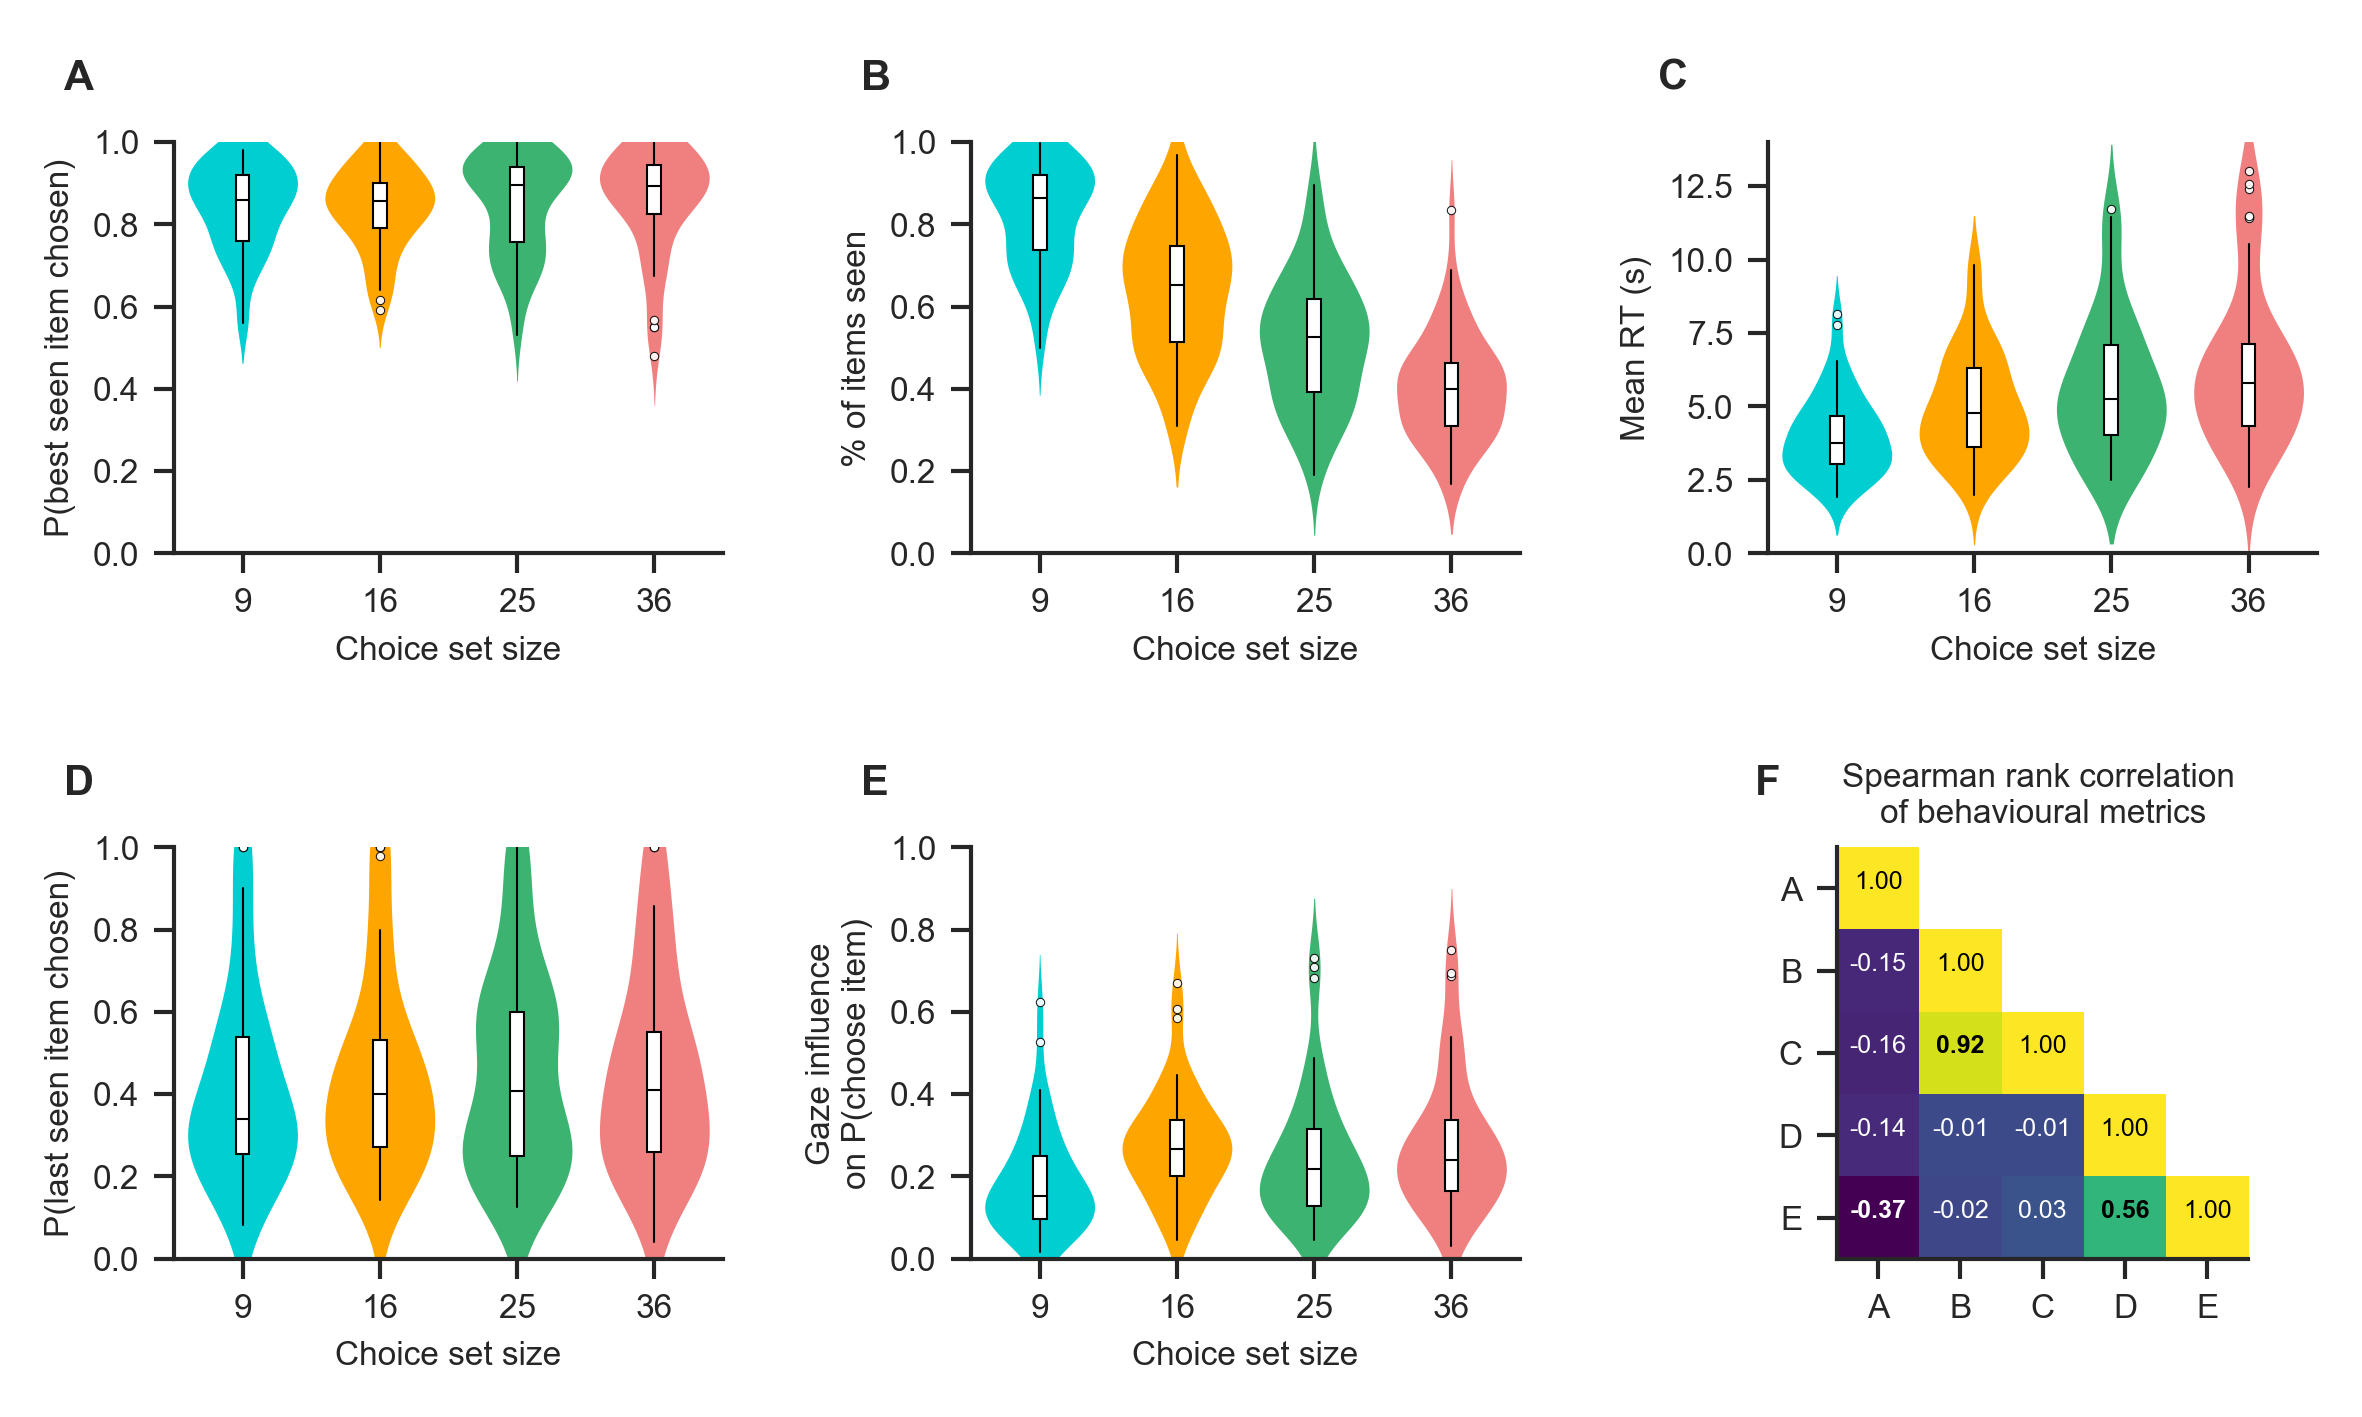 A
P(best seen item chosen)
1.0
0.8
0.6
0.4
0.2
0.0
9 16 25 36
Choice set size
B
% of items seen
1.0
0.8
0.6
0.4
0.2
0.0
9 16 25 36
Choice set size
C
Mean RT (s)
12.5
10.0
7.5
5.0
2.5
0.0
9 16 25 36
Choice set size
D
P(last seen item chosen)
1.0
0.8
0.6
0.4
0.2
0.0
9 16 25 36
Choice set size
E
Gaze influence
on P(choose item)
1.0
0.8
0.6
0.4
0.2
0.0
9 16 25 36
Choice set size
F
Spearman rank correlation
of behavioural metrics
A 1.00
B -0.15 1.00
C -0.16 0.92 1.00
D -0.14 -0.01 -0.01 1.00
E -0.37 -0.02 0.03 0.56 1.00
A B C D E